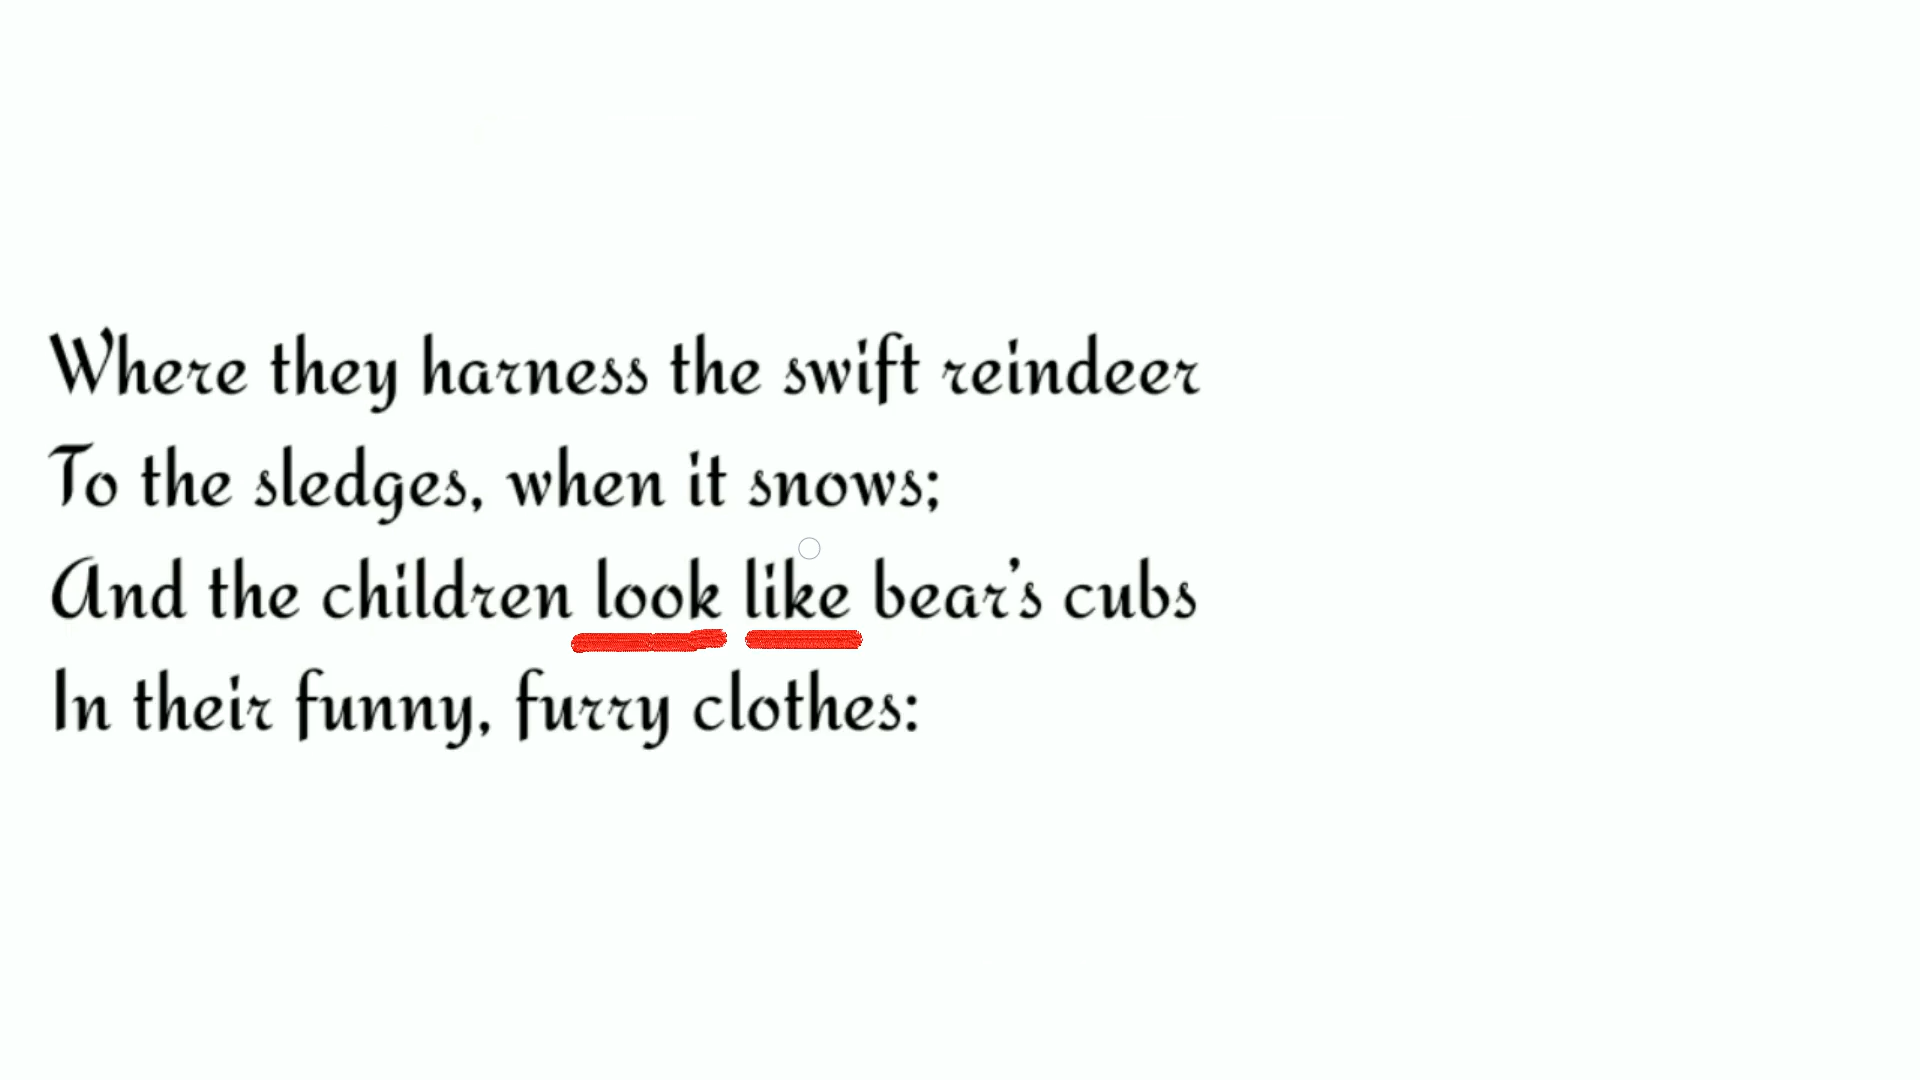 Where they harness the swift reindeer
To the sledges, when it snows;
And the children look like bear's cubs
In their funny, furry clothes: